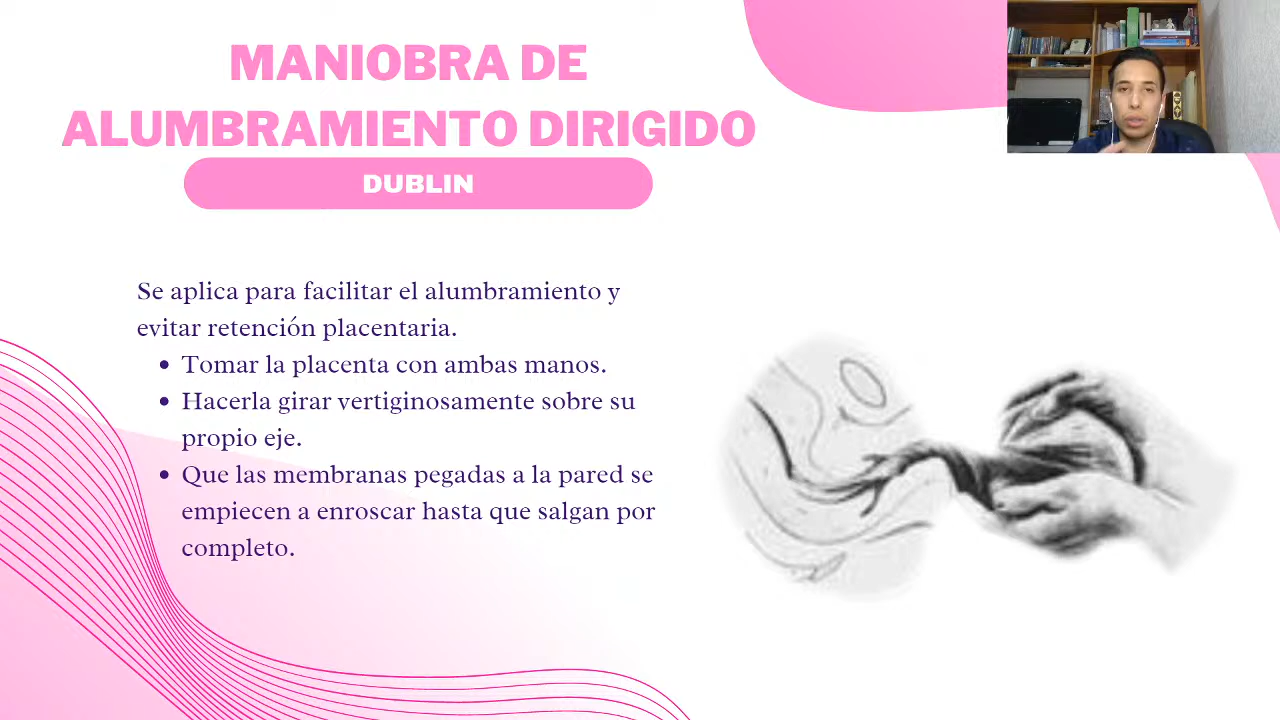 MANIOBRA DE
ALUMBRAMIENTO DIRIGIDO
DUBLIN
Se aplica para facilitar el alumbramiento y
evitar retención placentaria.
• Tomar la placenta con ambas manos.
• Hacerla girar vertiginosamente sobre su
propio eje.
• Que las membranas pegadas a la pared se
empiecen a enroscar hasta que salgan por
completo.